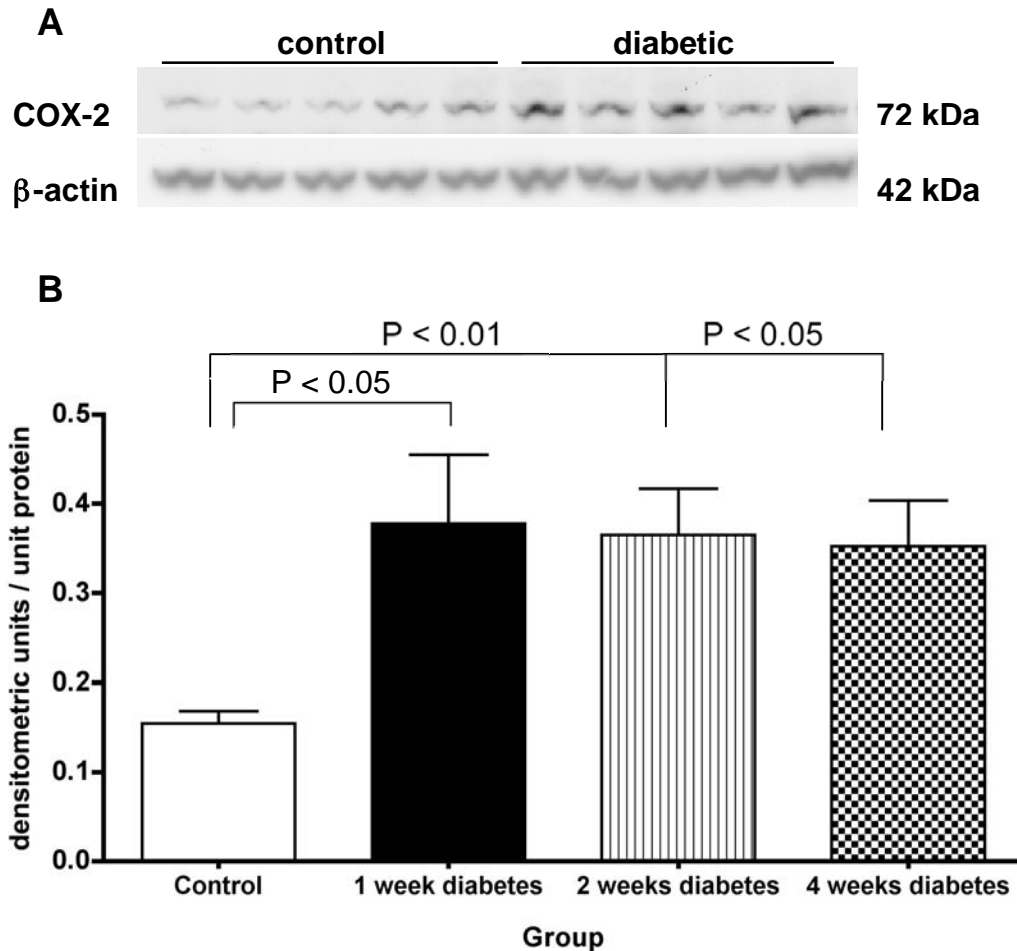 A
control diabetic
COX-2 72 kDa
β-actin 42 kDa
B
P < 0.01 P < 0.05
P < 0.05
0.5
0.4
0.3
0.2
0.1
0.0
densitometric units / unit protein
Control 1 week diabetes 2 weeks diabetes 4 weeks diabetes
Group